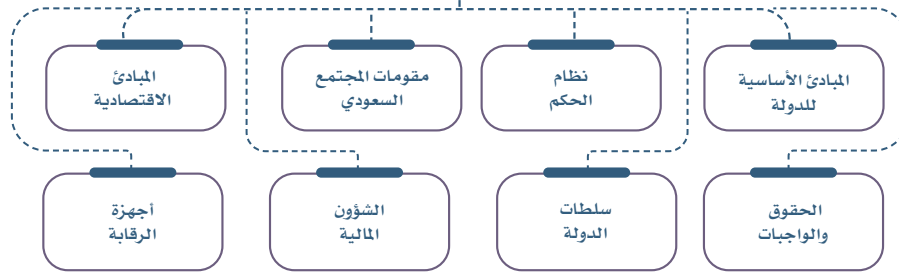 المبادئ الأساسية
للدولة
نظام
الحكم
مقومات المجتمع
السعودي
المبادئ
الاقتصادية
الحقوق
والواجبات
سلطات
الدولة
الشؤون
المالية
أجهزة
الرقابة